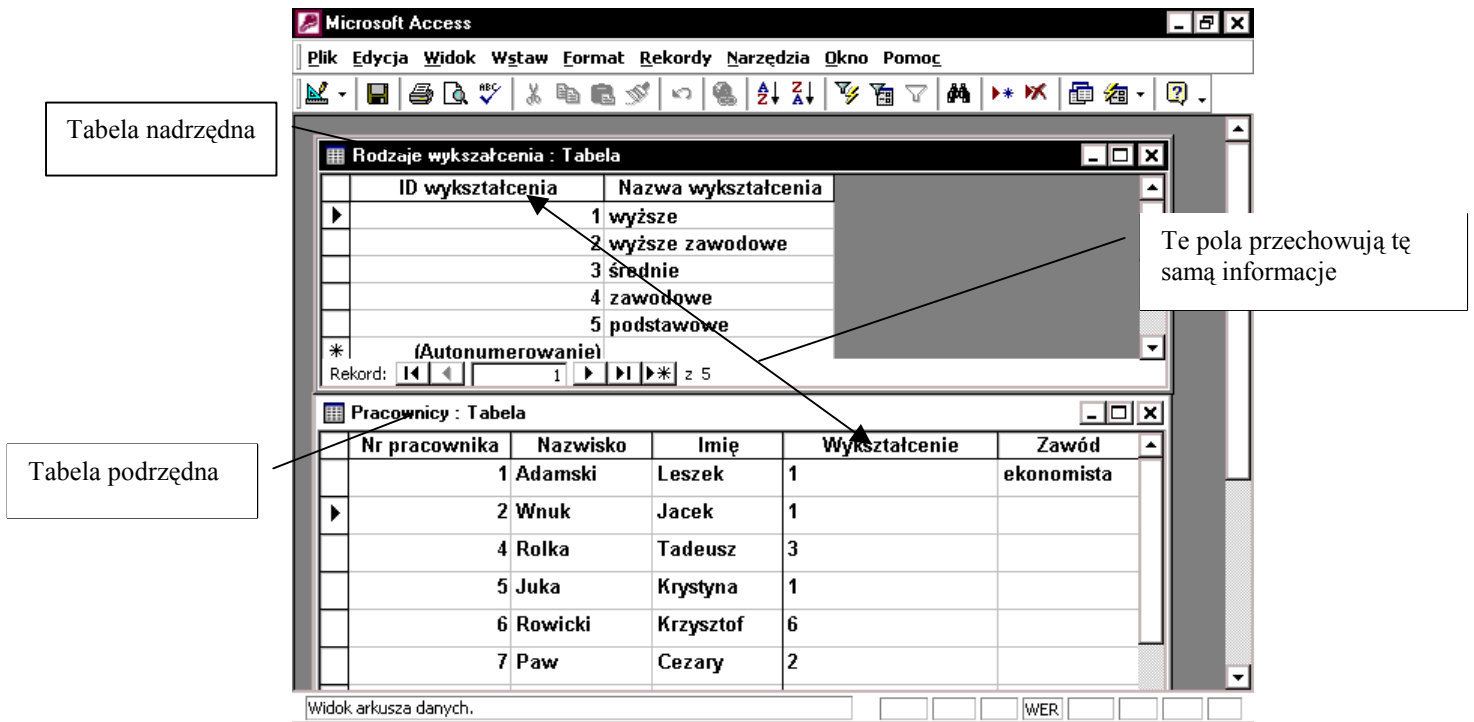 Microsoft Access
Plik Edycja Widok Wstaw Format Rekordy Narzędzia Okno Pomoc
Tabela nadrzędna
Rodzaje wykszałcenia : Tabela
ID wykształcenia Nazwa wykształcenia
1 wyższe
2 wyższe zawodowe
3 średnie
4 zawodowe
5 podstawowe
(Autonumerowanie)
Rekord: 1 z 5
Te pola przechowują tę
samą informacje
Tabela podrzędna
Pracownicy : Tabela
Nr pracownika Nazwisko Imię Wykształcenie Zawód
1 Adamski Leszek 1 ekonomista
2 Wnuk Jacek 1
4 Rolka Tadeusz 3
5 Juka Krystyna 1
6 Rowicki Krzysztof 6
7 Paw Cezary 2
Widok arkusza danych. WER